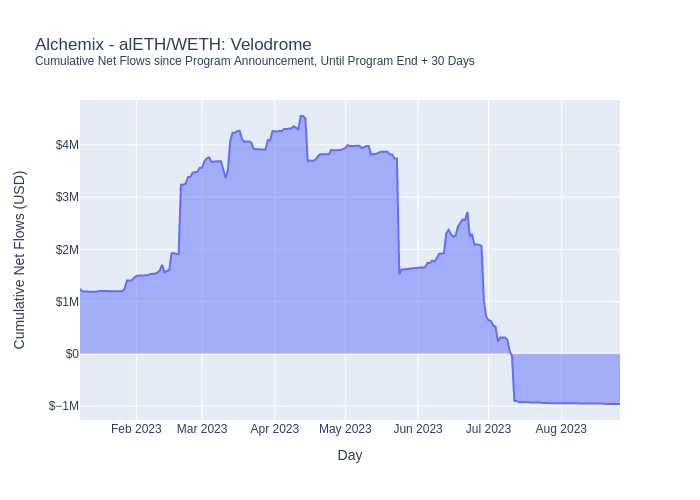 Alchemix - alETH/WETH: Velodrome
Cumulative Net Flows since Program Announcement, Until Program End + 30 Days
Cumulative Net Flows (USD)
$4M
$3M
$2M
$1M
$0
$−1M
Feb 2023 Mar 2023 Apr 2023 May 2023 Jun 2023 Jul 2023 Aug 2023
Day